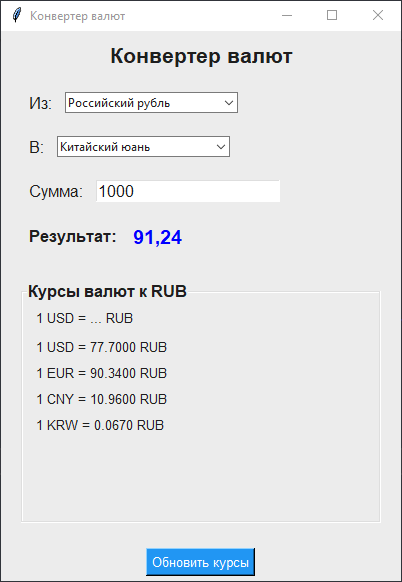 Конвертер валют
Конвертер валют
Из: Российский рубль
В: Китайский юань
Сумма: 1000
Результат: 91,24
Курсы валют к RUB
1 USD = ... RUB
1 USD = 77.7000 RUB
1 EUR = 90.3400 RUB
1 CNY = 10.9600 RUB
1 KRW = 0.0670 RUB
Обновить курсы